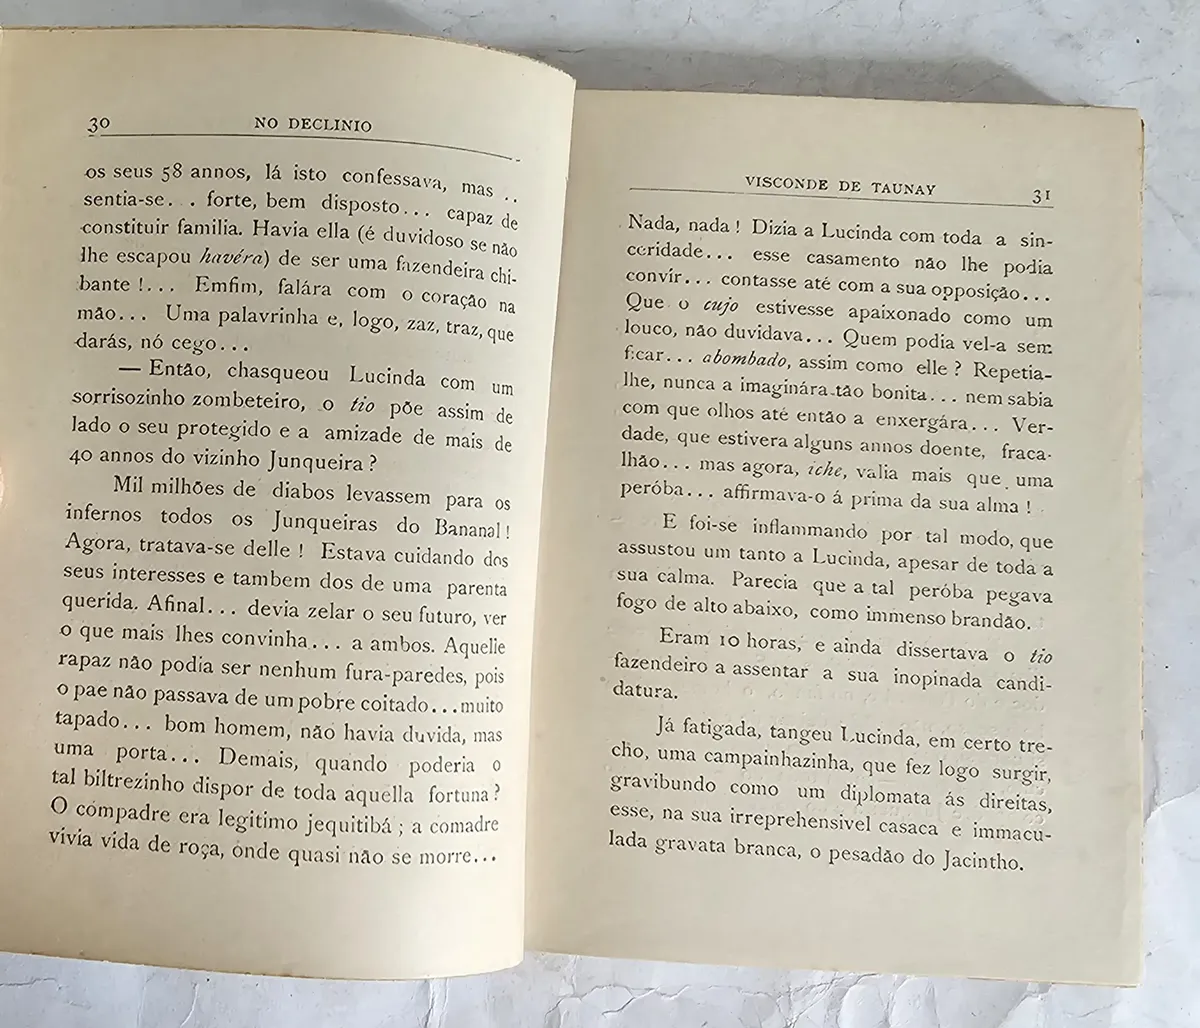 30 NO DECLINIO
os seus 58 annos, lá isto confessava, mas ..
sentia-se. . . forte, bem disposto... capaz de
constituir familia. Havia ella (é duvidoso se não
lhe escapou havéra) de ser uma fazendeira chi-
bante !... Emfim, falára com o coração na
mão... Uma palavrinha e, logo, zaz, traz, que
darás, nó cego...
— Então, chasqueou Lucinda com um
sorrisozinho zombeteiro, o tio põe assim de
lado o seu protegido e a amizade de mais de
40 annos do vizinho Junqueira ?
Mil milhões de diabos levassem para os
infernos todos os Junqueiras do Bananal !
Agora, tratava-se delle ! Estava cuidando dos
seus interesses e tambem dos de uma parenta
querida. Afinal... devia zelar o seu futuro, ver
o que mais lhes convinha... a ambos. Aquelle
rapaz não podia ser nenhum fura-paredes, pois
o pae não passava de um pobre coitado...muito
tapado... bom homem, não havia duvida, mas
uma porta... Demais, quando poderia o
tal biltrezinho dispor de toda aquella fortuna ?
O compadre era legitimo jequitibá ; a comadre
vivia vida de roça, onde quasi não se morre...
VISCONDE DE TAUNAY 31
Nada, nada ! Dizia a Lucinda com toda a sin-
ceridade... esse casamento não lhe podia
convír... contasse até com a sua opposição...
Que o cujo estivesse apaixonado como um
louco, não duvidava... Quem podia vel-a sem
ficar... abombado, assim como elle ? Repetia-
lhe, nunca a imaginára tão bonita... nem sabia
com que olhos até então a enxergára... Ver-
dade, que estivera alguns annos doente, fraca-
lhão... mas agora, iche, valia mais que uma
peróba... affirmava-o á prima da sua alma !
E foi-se inflammando por tal modo, que
assustou um tanto a Lucinda, apesar de toda a
sua calma. Parecia que a tal peróba pegava
fogo de alto abaixo, como immenso brandão.
Eram 10 horas, e ainda dissertava o tio
fazendeiro a assentar a sua inopinada candi-
datura.
Já fatigada, tangeu Lucinda, em certo tre-
cho, uma campainhazinha, que fez logo surgir,
gravibundo como um diplomata ás direitas,
esse, na sua irreprehensivel casaca e immacu-
lada gravata branca, o pesadão do Jacintho.